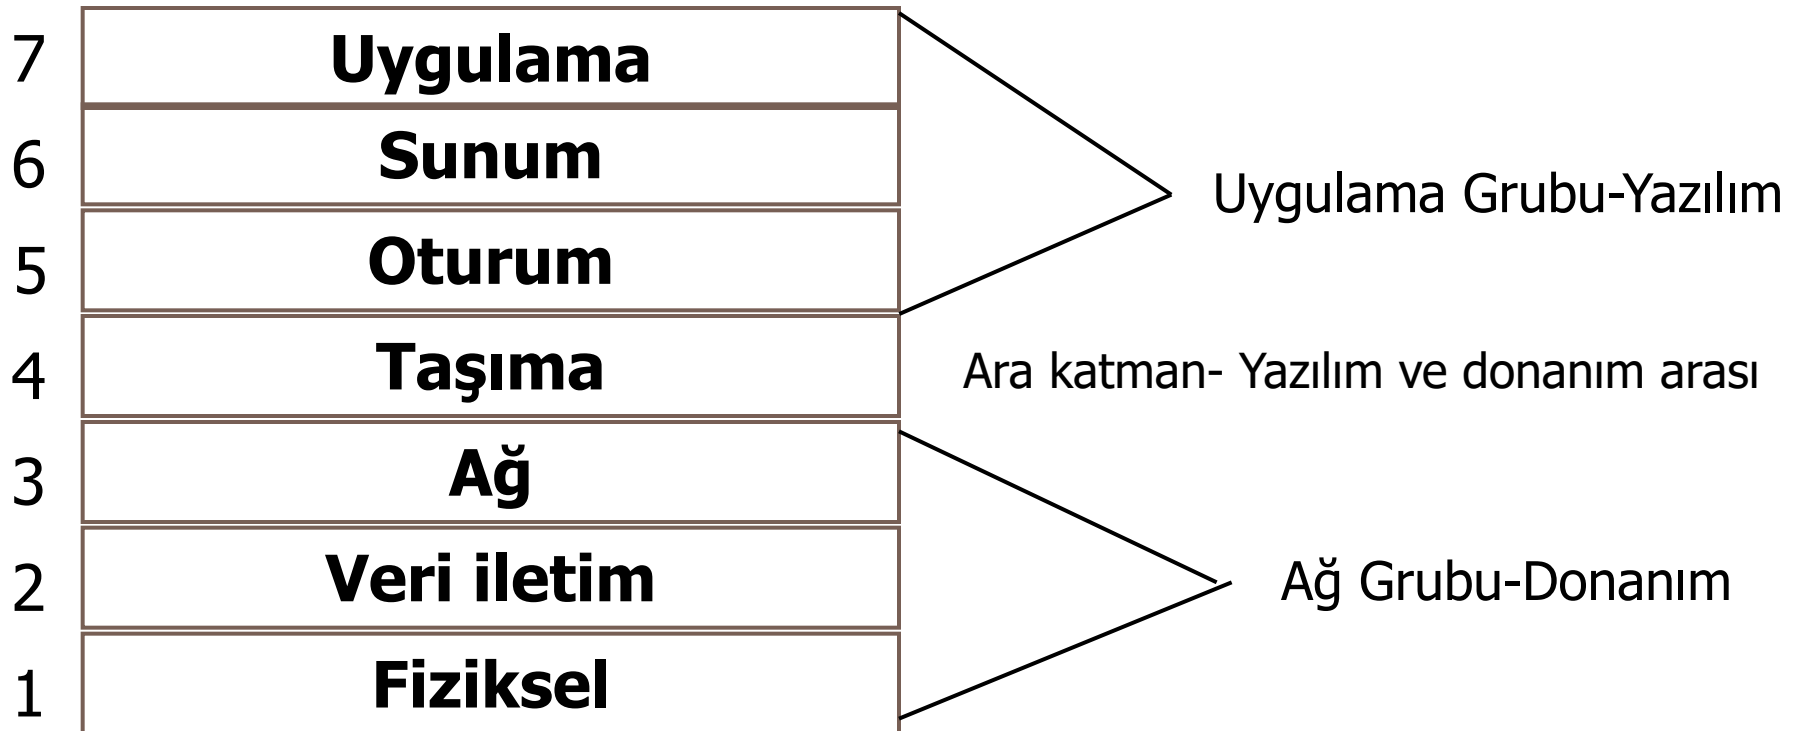 7 Uygulama
6 Sunum
Uygulama Grubu-Yazılım
5 Oturum
4 Taşıma
Ara katman- Yazılım ve donanım arası
3 Ağ
2 Veri iletim
Ağ Grubu-Donanım
1 Fiziksel